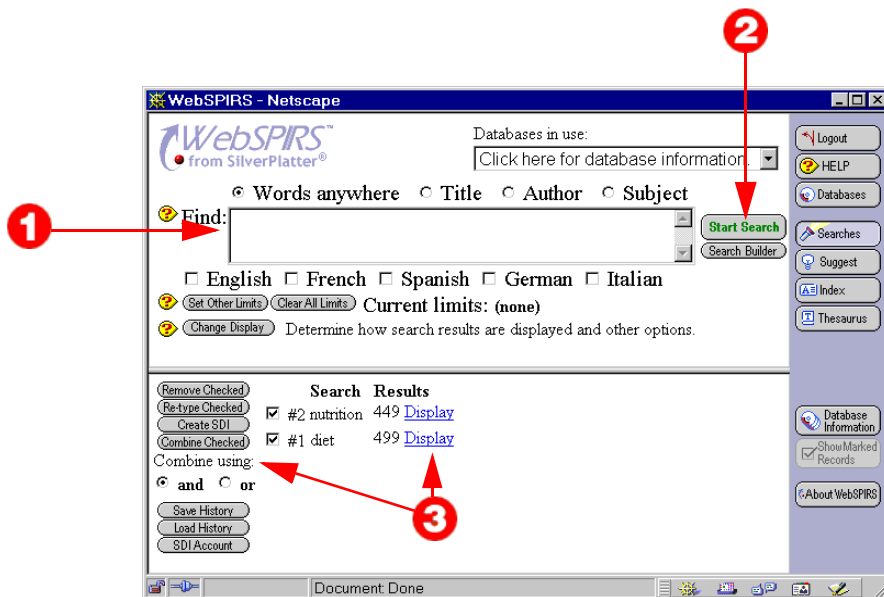 2
WebSPIRS - Netscape
WebSPIRS™
from SilverPlatter®
Databases in use:
Click here for database information.
Logout
HELP
Databases
Words anywhere Title Author Subject
1
Find:
Start Search
Search Builder
Searches
Suggest
Index
Thesaurus
English French Spanish German Italian
Set Other Limits Clear All Limits Current limits: (none)
Change Display Determine how search results are displayed and other options.
Remove Checked
Re-type Checked
Create SDI
Combine Checked
Combine using:
and or
Save History
Load History
SDI Account
Search Results
#2 nutrition 449 Display
#1 diet 499 Display
3
Database
Information
Show Marked
Records
About WebSPIRS
Document: Done